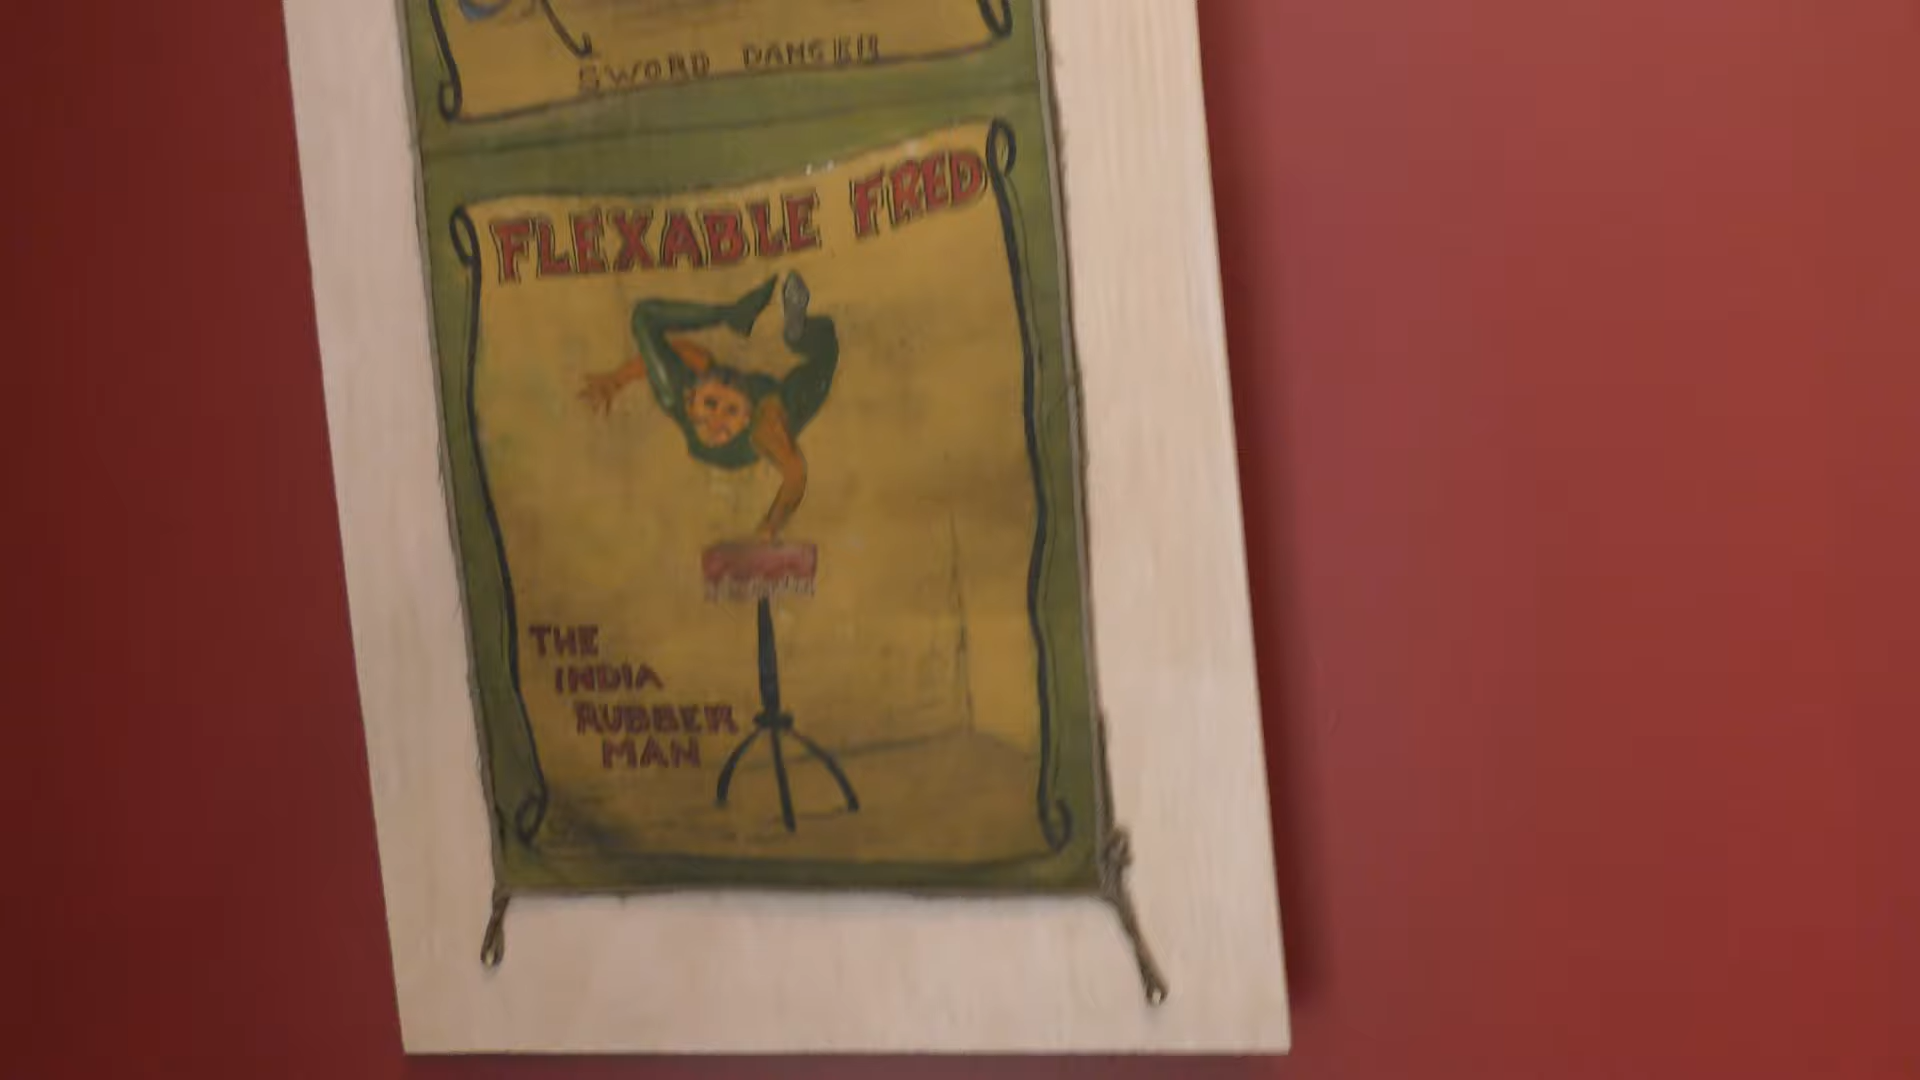 SWORD DANCER
FLEXABLE FRED
THE
INDIA
RUBBER
MAN